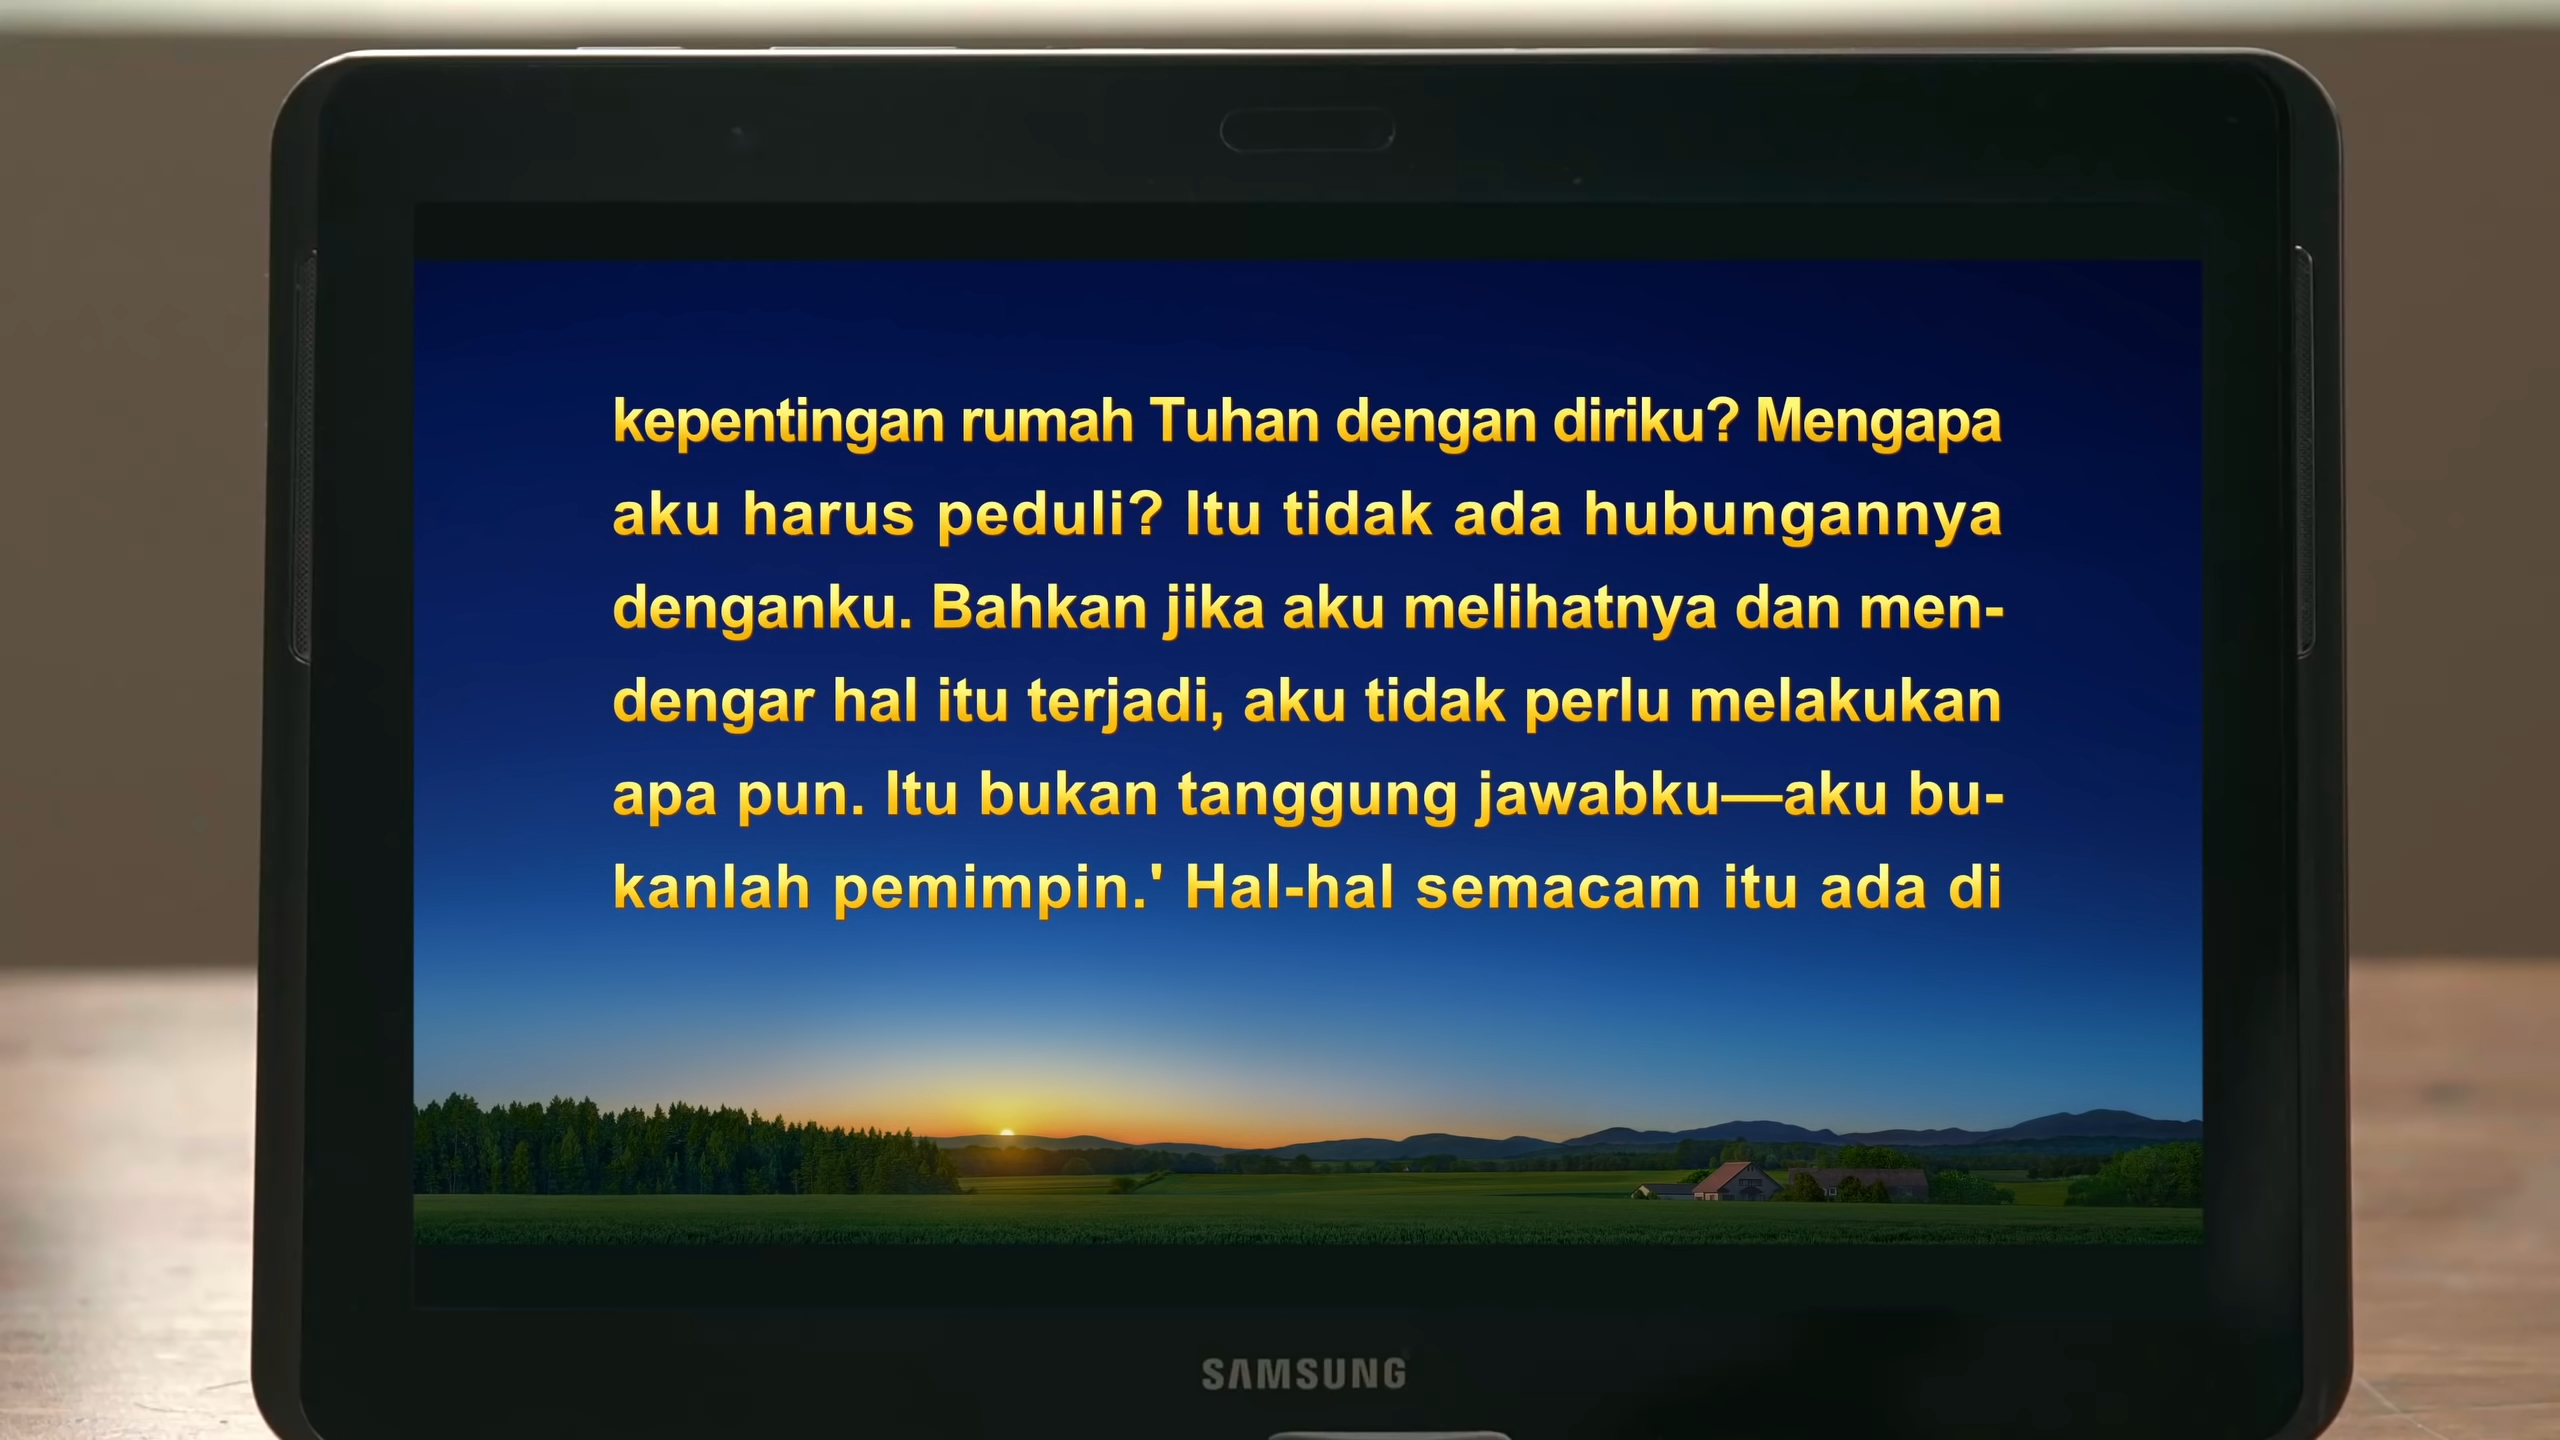 kepentingan rumah Tuhan dengan diriku? Mengapa
aku harus peduli? Itu tidak ada hubungannya
denganku. Bahkan jika aku melihatnya dan men-
dengar hal itu terjadi, aku tidak perlu melakukan
apa pun. Itu bukan tanggung jawabku—aku bu-
kanlah pemimpin.' Hal-hal semacam itu ada di
SAMSUNG